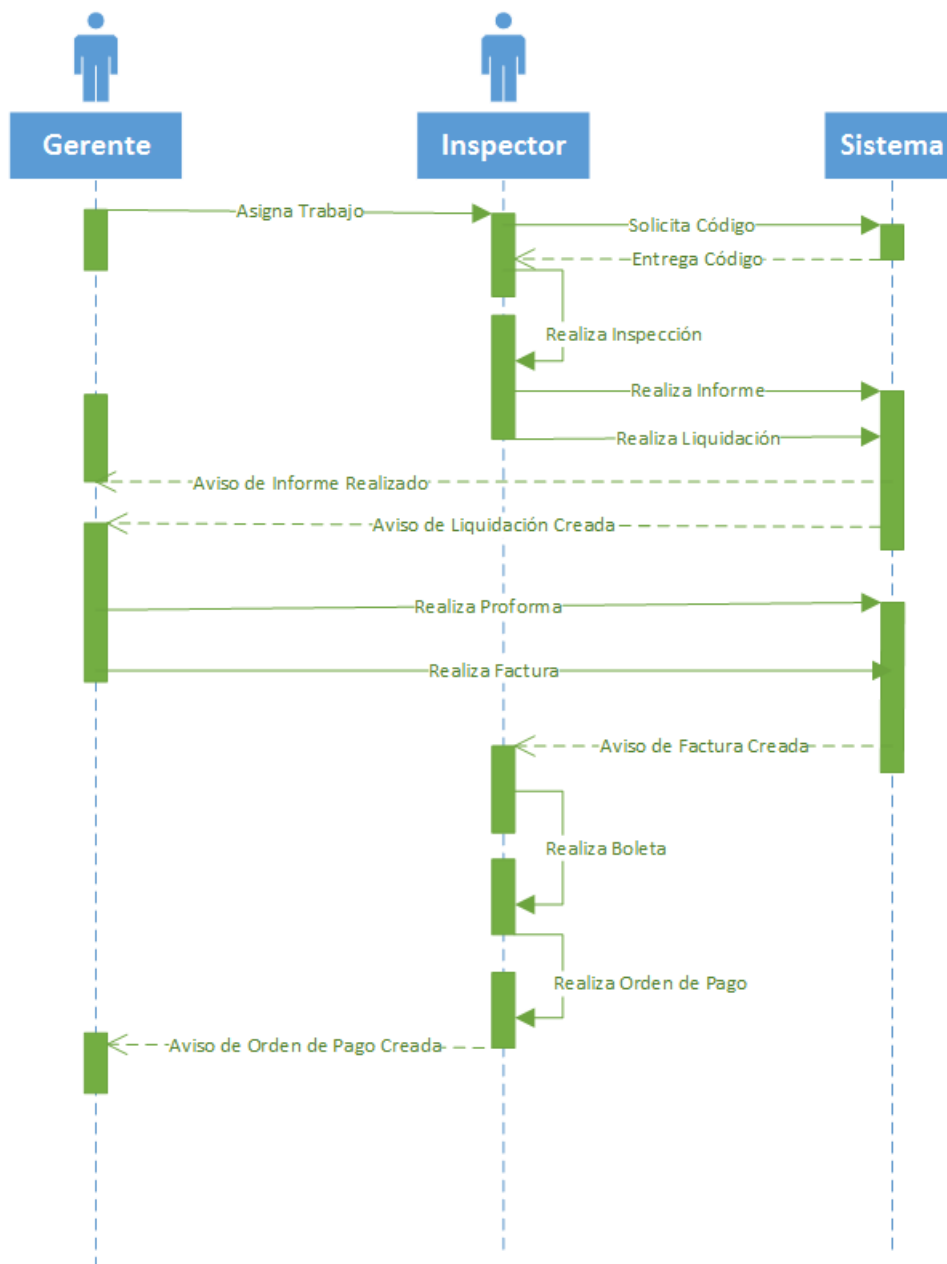 Gerente
Inspector
Sistema
Asigna Trabajo
Solicita Código
Entrega Código
Realiza Inspección
Realiza Informe
Realiza Liquidación
Aviso de Informe Realizado
Aviso de Liquidación Creada
Realiza Proforma
Realiza Factura
Aviso de Factura Creada
Realiza Boleta
Realiza Orden de Pago
Aviso de Orden de Pago Creada